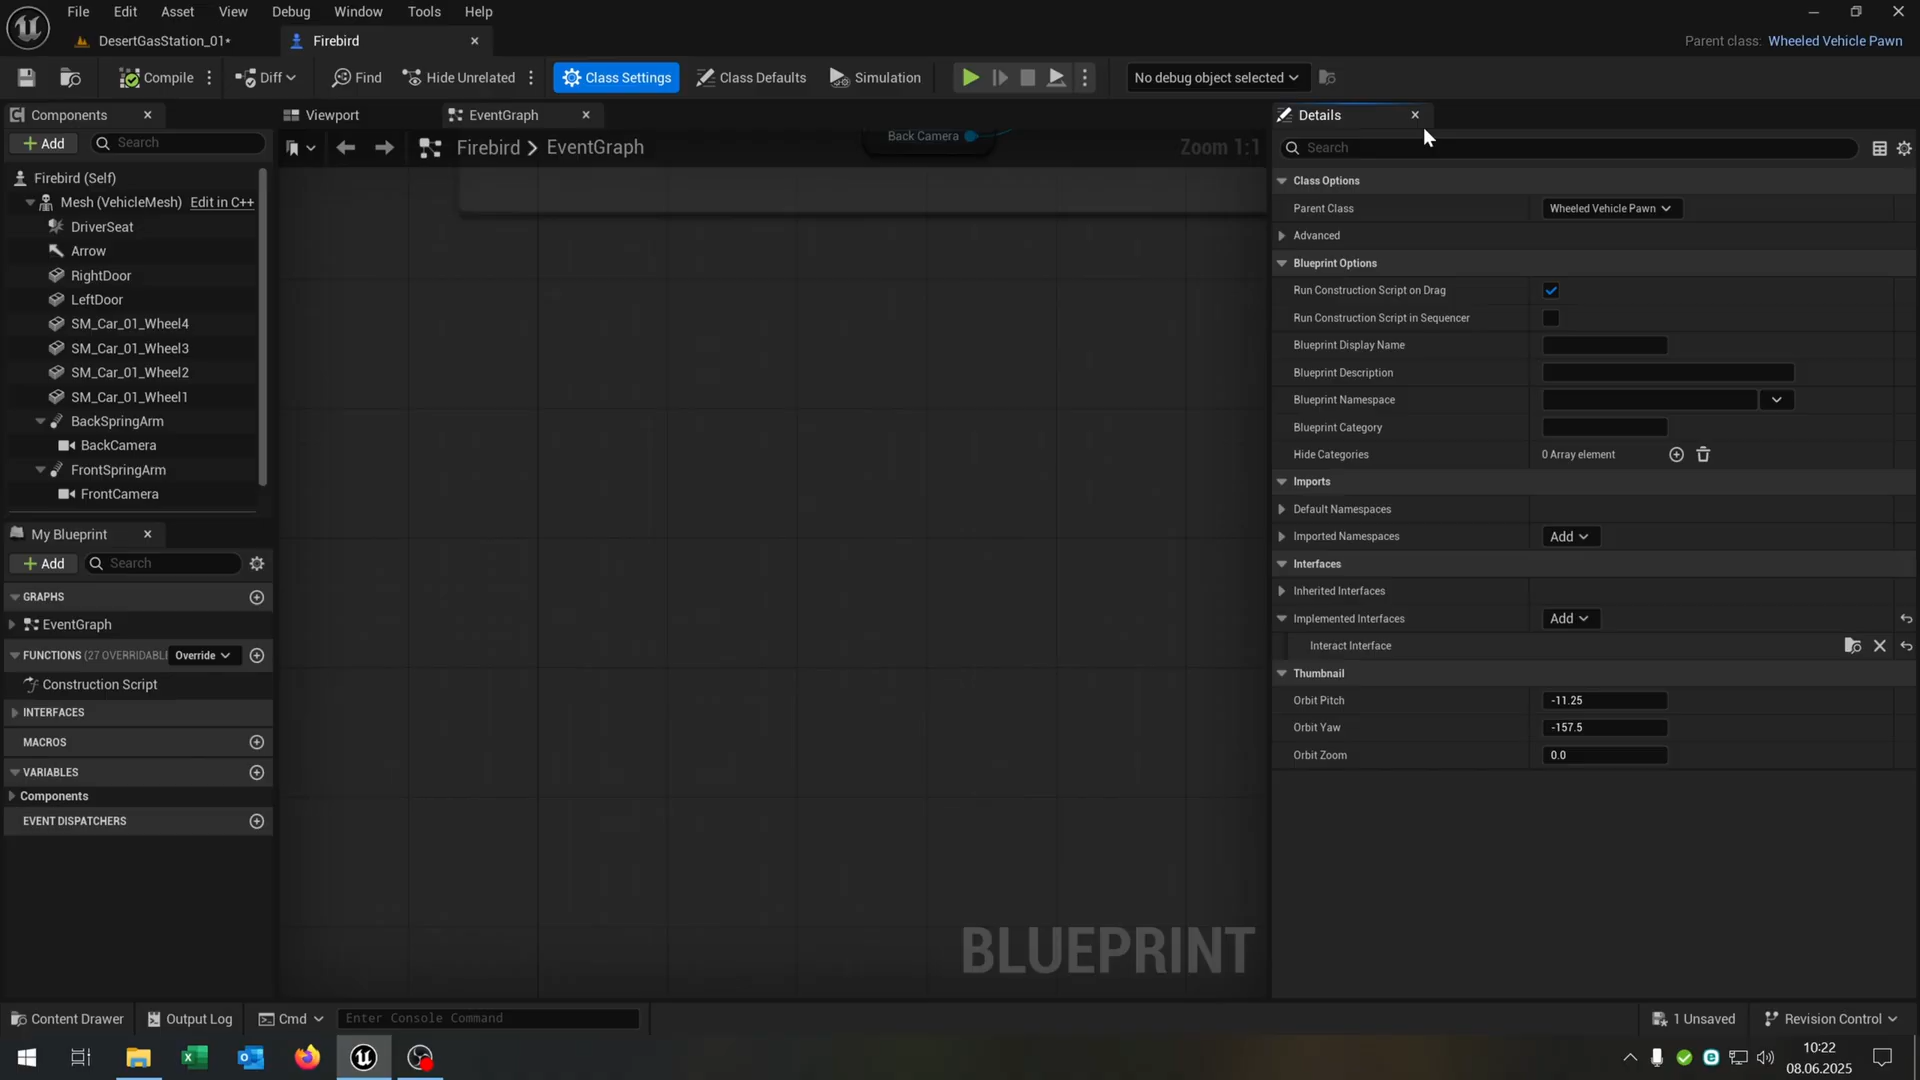 File Edit Asset View Debug Window Tools Help
DesertGasStation_01*
Firebird
Parent class: Wheeled Vehicle Pawn
Compile
Diff
Find
Hide Unrelated
Class Settings
Class Defaults
Simulation
No debug object selected
Components
Add
Search
Firebird (Self)
Mesh (VehicleMesh) Edit in C++
DriverSeat
Arrow
RightDoor
LeftDoor
SM_Car_01_Wheel4
SM_Car_01_Wheel3
SM_Car_01_Wheel2
SM_Car_01_Wheel1
BackSpringArm
BackCamera
FrontSpringArm
FrontCamera
My Blueprint
Add
Search
GRAPHS
EventGraph
FUNCTIONS (27 OVERRIDABL Override
Construction Script
INTERFACES
MACROS
VARIABLES
Components
EVENT DISPATCHERS
Viewport
EventGraph
Firebird > EventGraph
Back Camera
Zoom 1:1
BLUEPRINT
Details
Search
Class Options
Parent Class Wheeled Vehicle Pawn
Advanced
Blueprint Options
Run Construction Script on Drag
Run Construction Script in Sequencer
Blueprint Display Name
Blueprint Description
Blueprint Namespace
Blueprint Category
Hide Categories 0 Array element
Imports
Default Namespaces
Imported Namespaces Add
Interfaces
Inherited Interfaces
Implemented Interfaces Add
Interact Interface
Thumbnail
Orbit Pitch -11.25
Orbit Yaw -157.5
Orbit Zoom 0.0
Content Drawer
Output Log
Cmd
Enter Console Command
1 Unsaved
Revision Control
10:22
08.06.2025